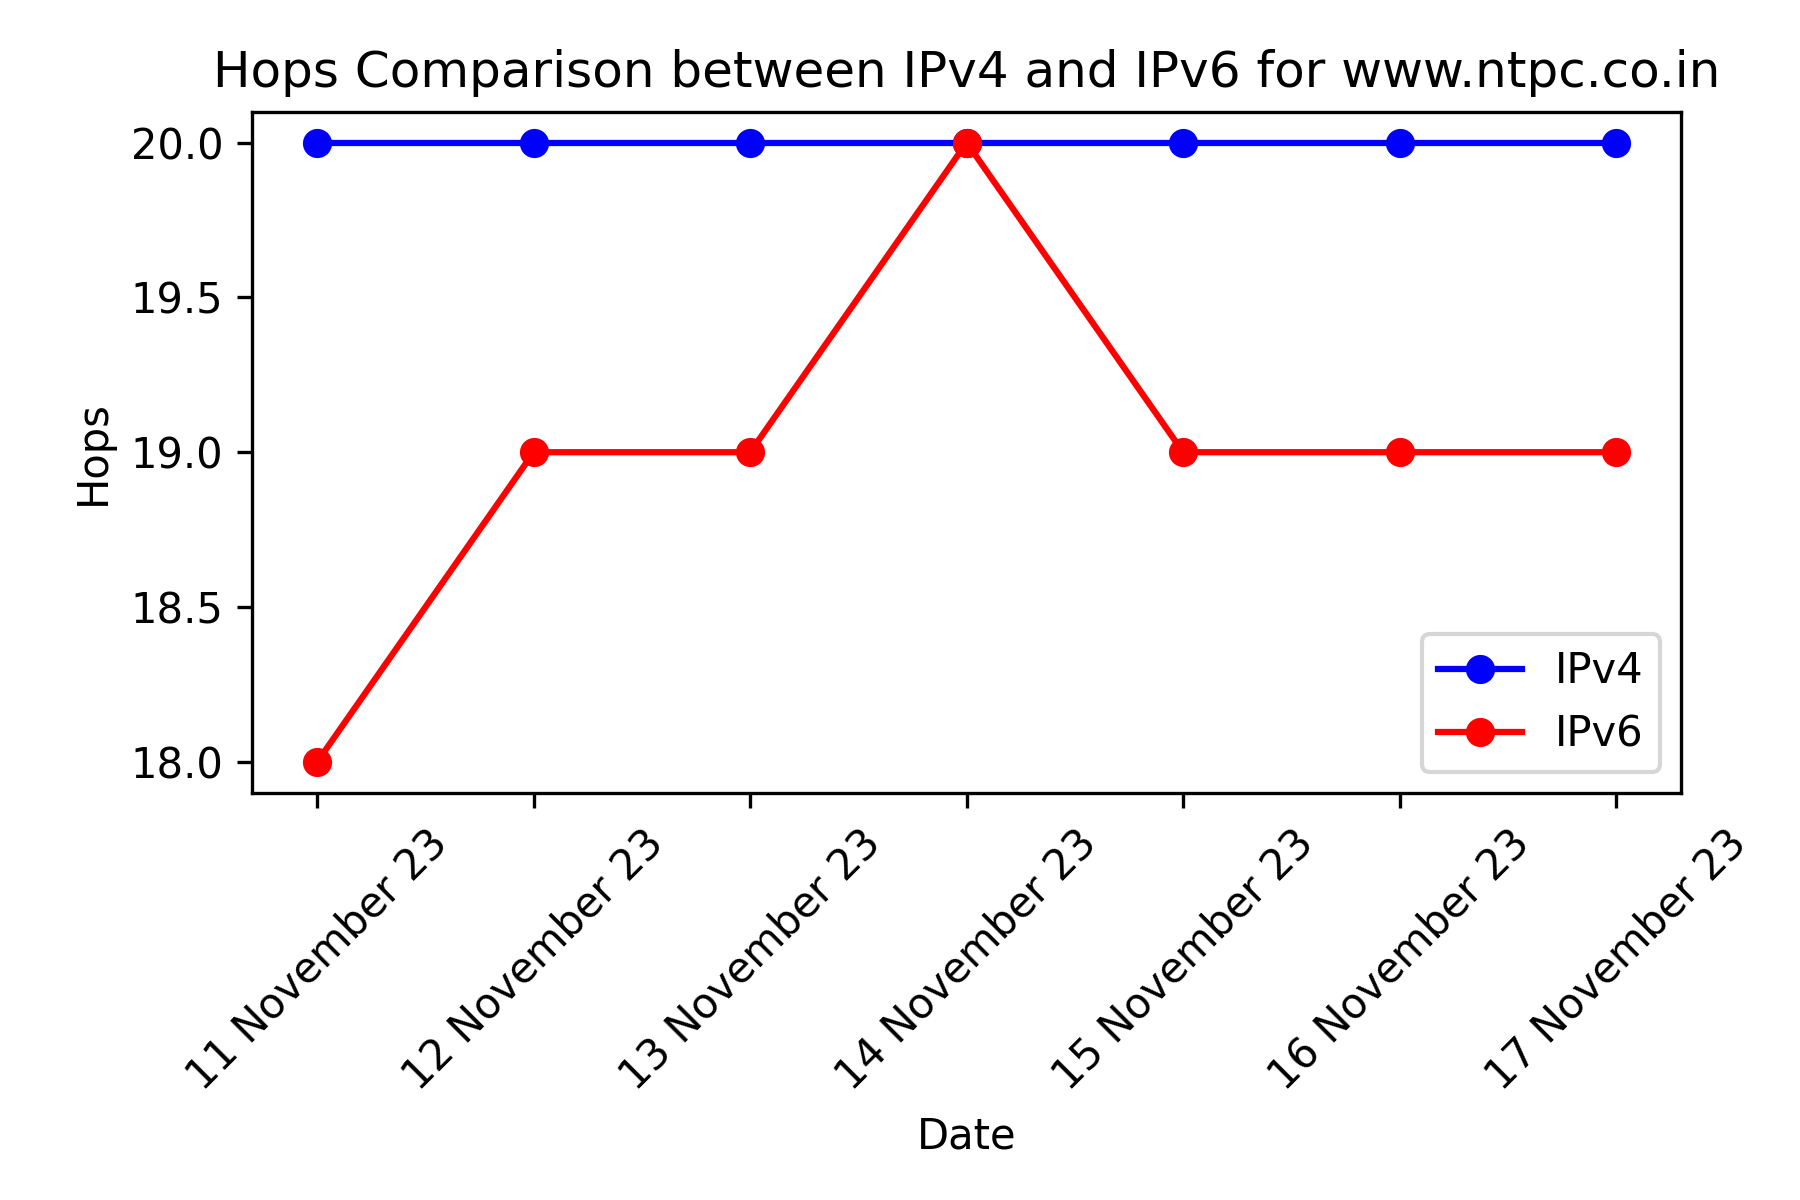 Hops Comparison between IPv4 and IPv6 for www.ntpc.co.in
20.0
19.5
19.0
18.5
18.0
Hops
IPv4
IPv6
11 November 23
12 November 23
13 November 23
14 November 23
15 November 23
16 November 23
17 November 23
Date